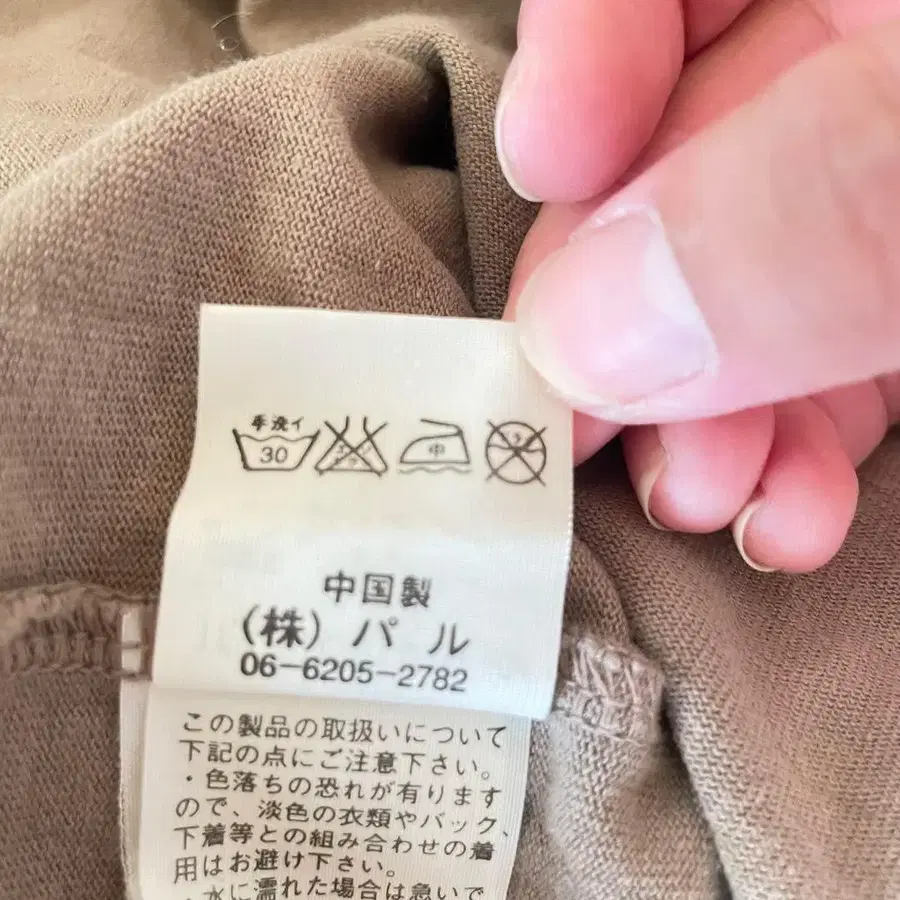 手洗イ
30
中
中国製
(株) パル
06-6205-2782
この製品の取扱いについて
下記の点にご注意下さい。
・色落ちの恐れが有ります
ので、淡色の衣類やバック、
下着等との組み合わせの着
用はお避け下さい。
・水に濡れた場合は急いで